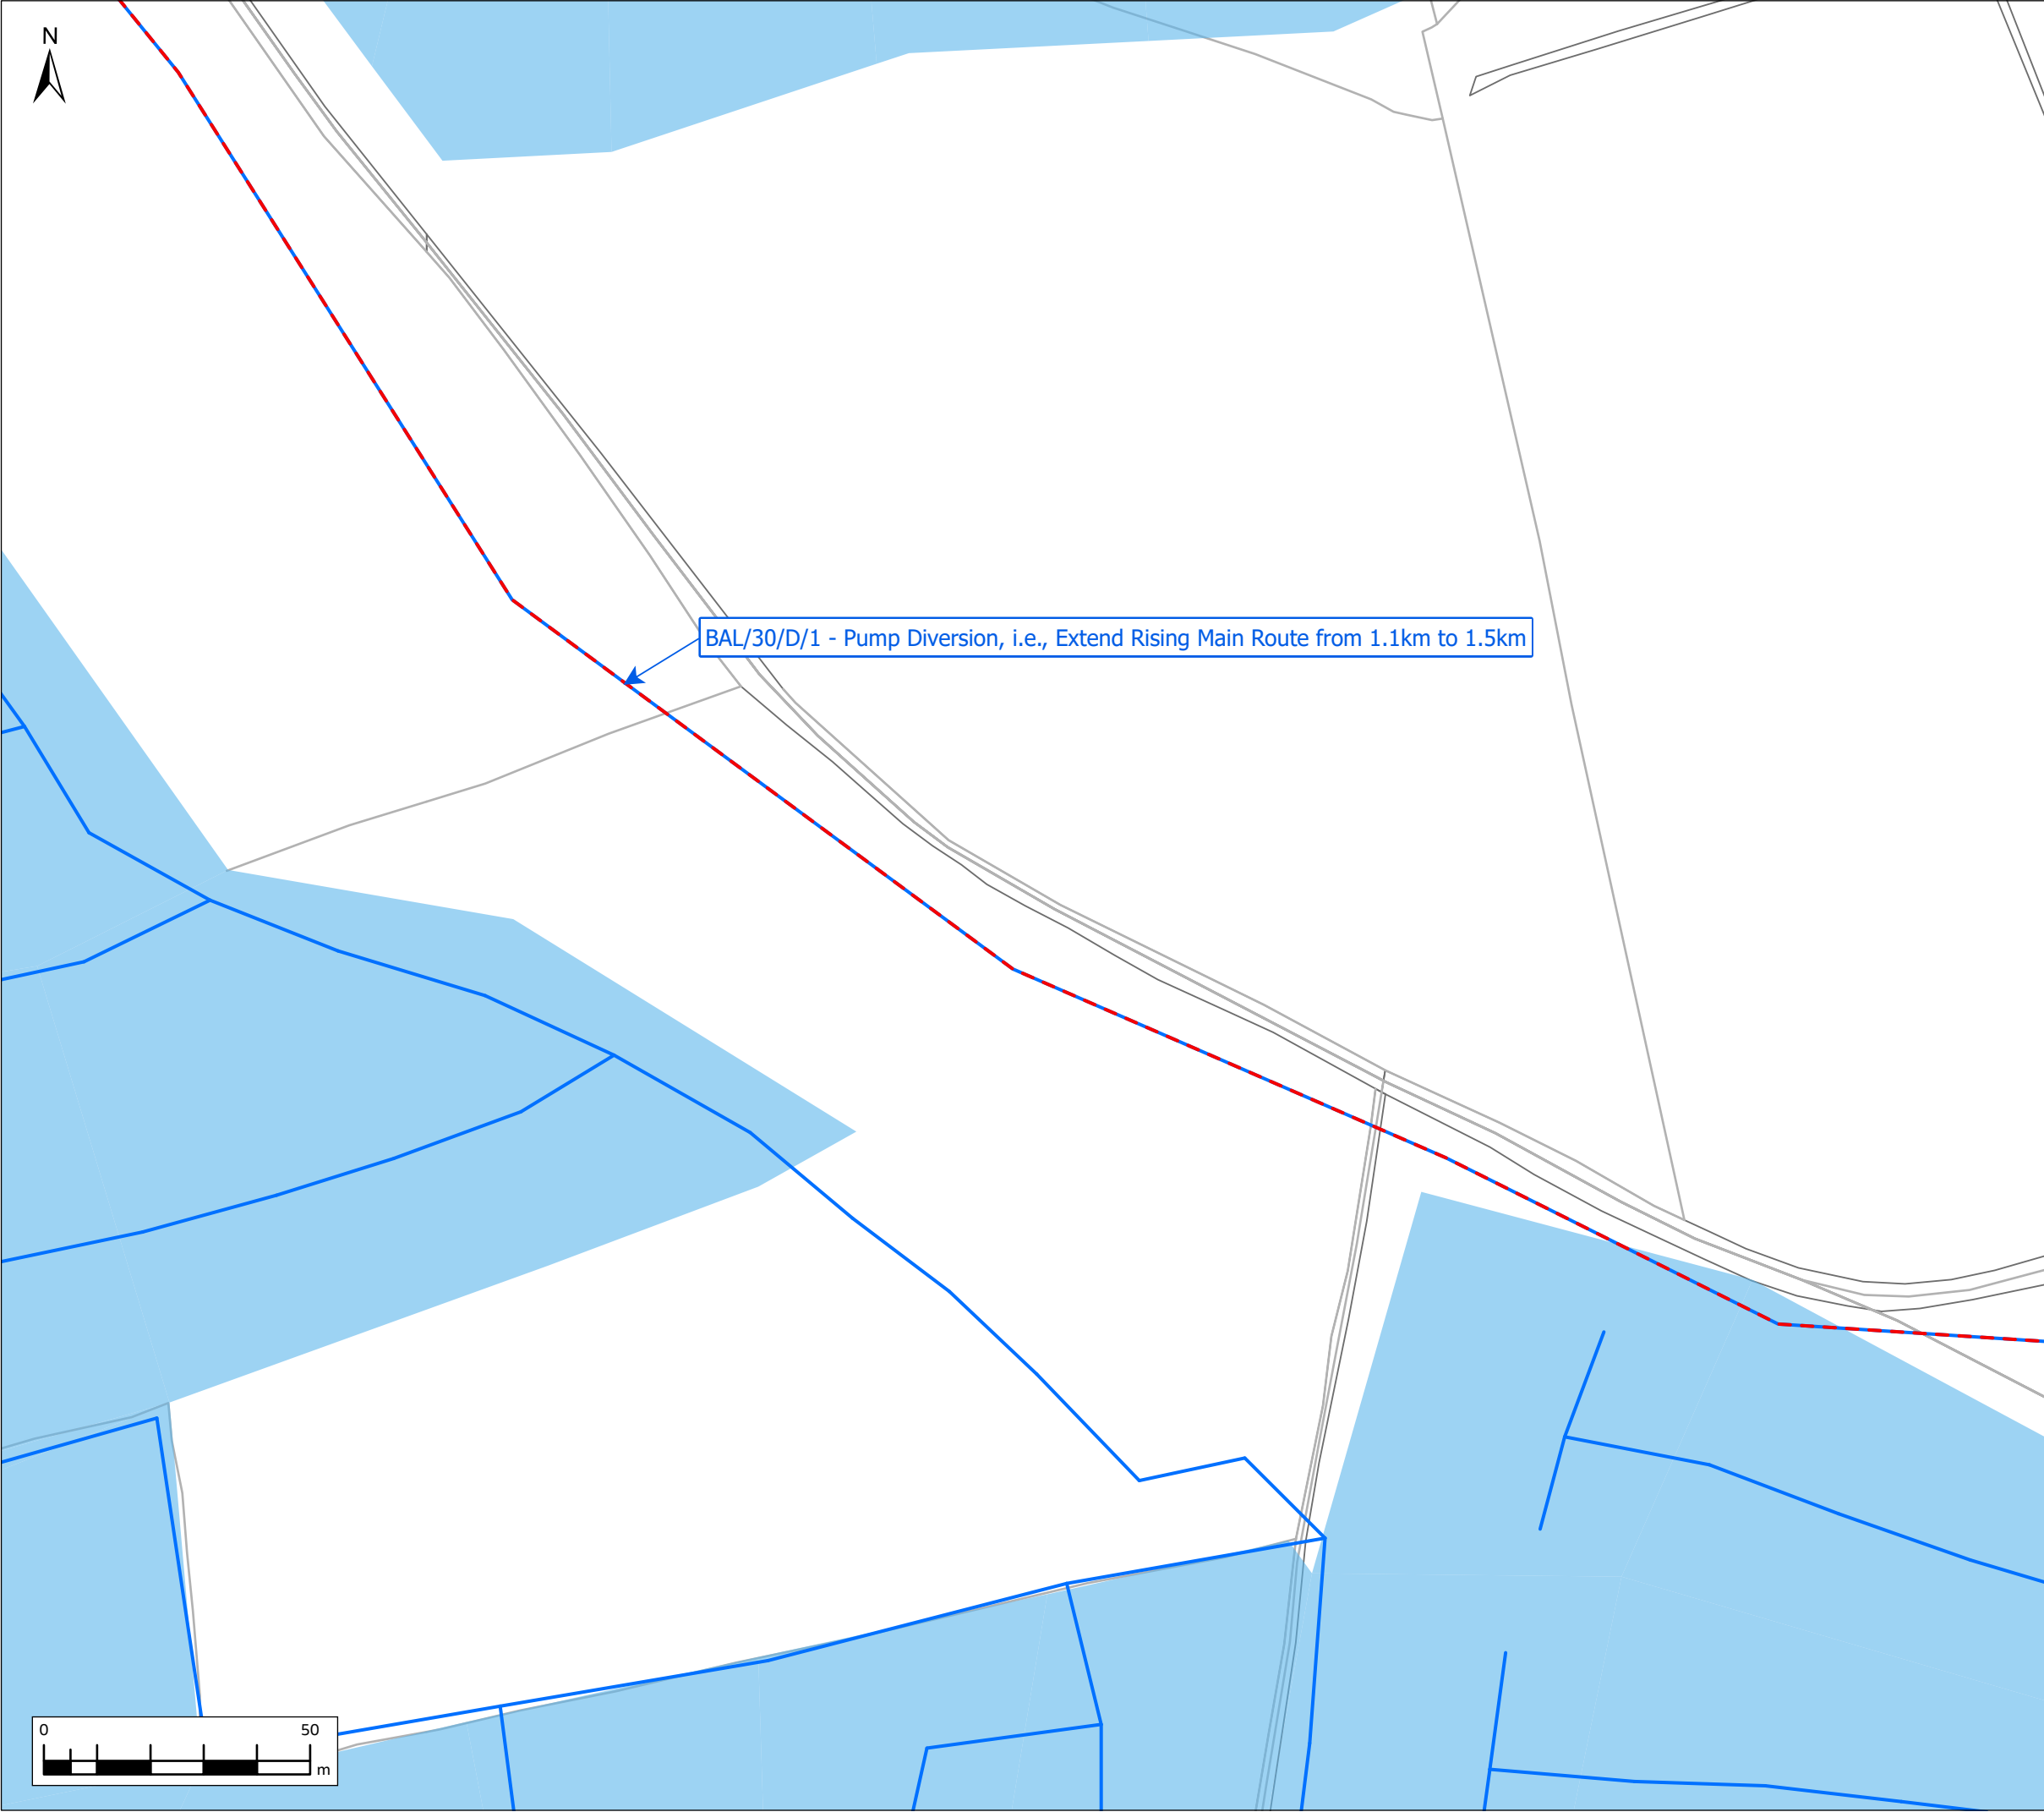 N
BAL/30/D/1 - Pump Diversion, i.e., Extend Rising Main Route from 1.1km to 1.5km
0 50
m